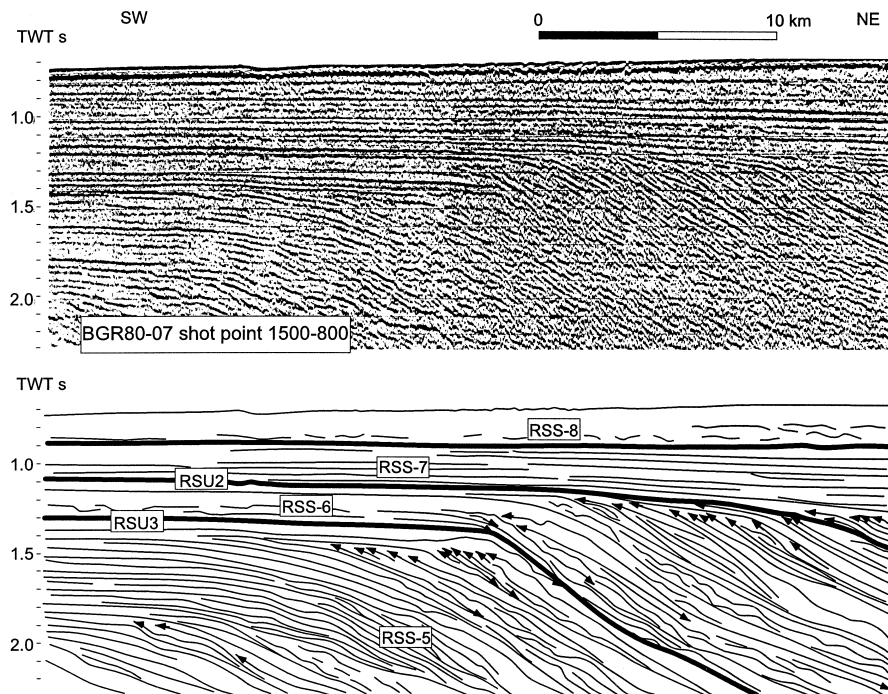 SW
0
10 km
NE
TWT s
1.0
1.5
2.0
BGR80-07 shot point 1500-800
TWT s
RSS-8
1.0
RSS-7
RSU2
RSS-6
RSU3
1.5
RSS-5
2.0